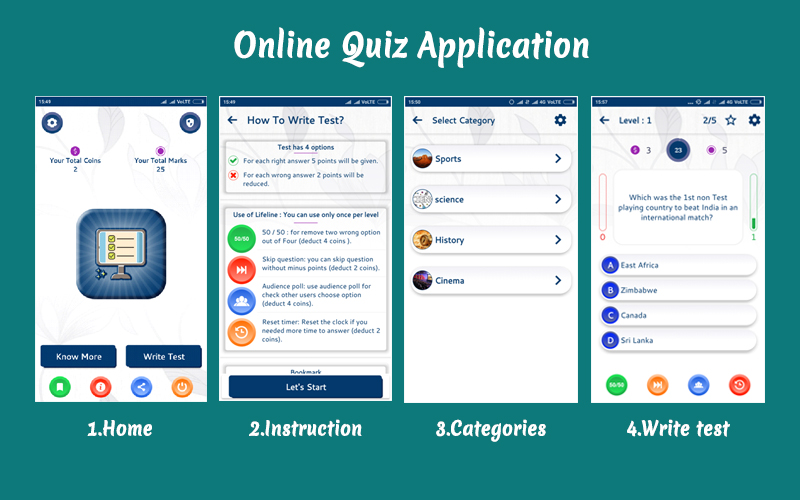 Online Quiz Application
15:49
VoLTE
Your Total Coins
2
Your Total Marks
25
Know More
Write Test
1.Home
15:49
VoLTE
How To Write Test?
Test has 4 options
For each right answer 5 points will be given.
For each wrong answer 2 points will be
reduced.
Use of Lifeline : You can use only once per level
50/50
50 / 50 : for remove two wrong option
out of Four (deduct 4 coins ).
Skip question: you can skip question
without minus points (deduct 2 coins).
Audience poll: use audience poll for
check other users choose option
(deduct 4 coins).
Reset timer: Reset the clock if you
needed more time to answer (deduct 2
coins).
Bookmark
Let's Start
2.Instruction
15:50
4G VoLTE
Select Category
Sports
science
History
Cinema
3.Categories
15:57
4G VoLTE
Level : 1
2/5
3
23
5
Which was the 1st non Test
playing country to beat India in an
international match?
0
1
A East Africa
B Zimbabwe
C Canada
D Sri Lanka
50/50
4.Write test